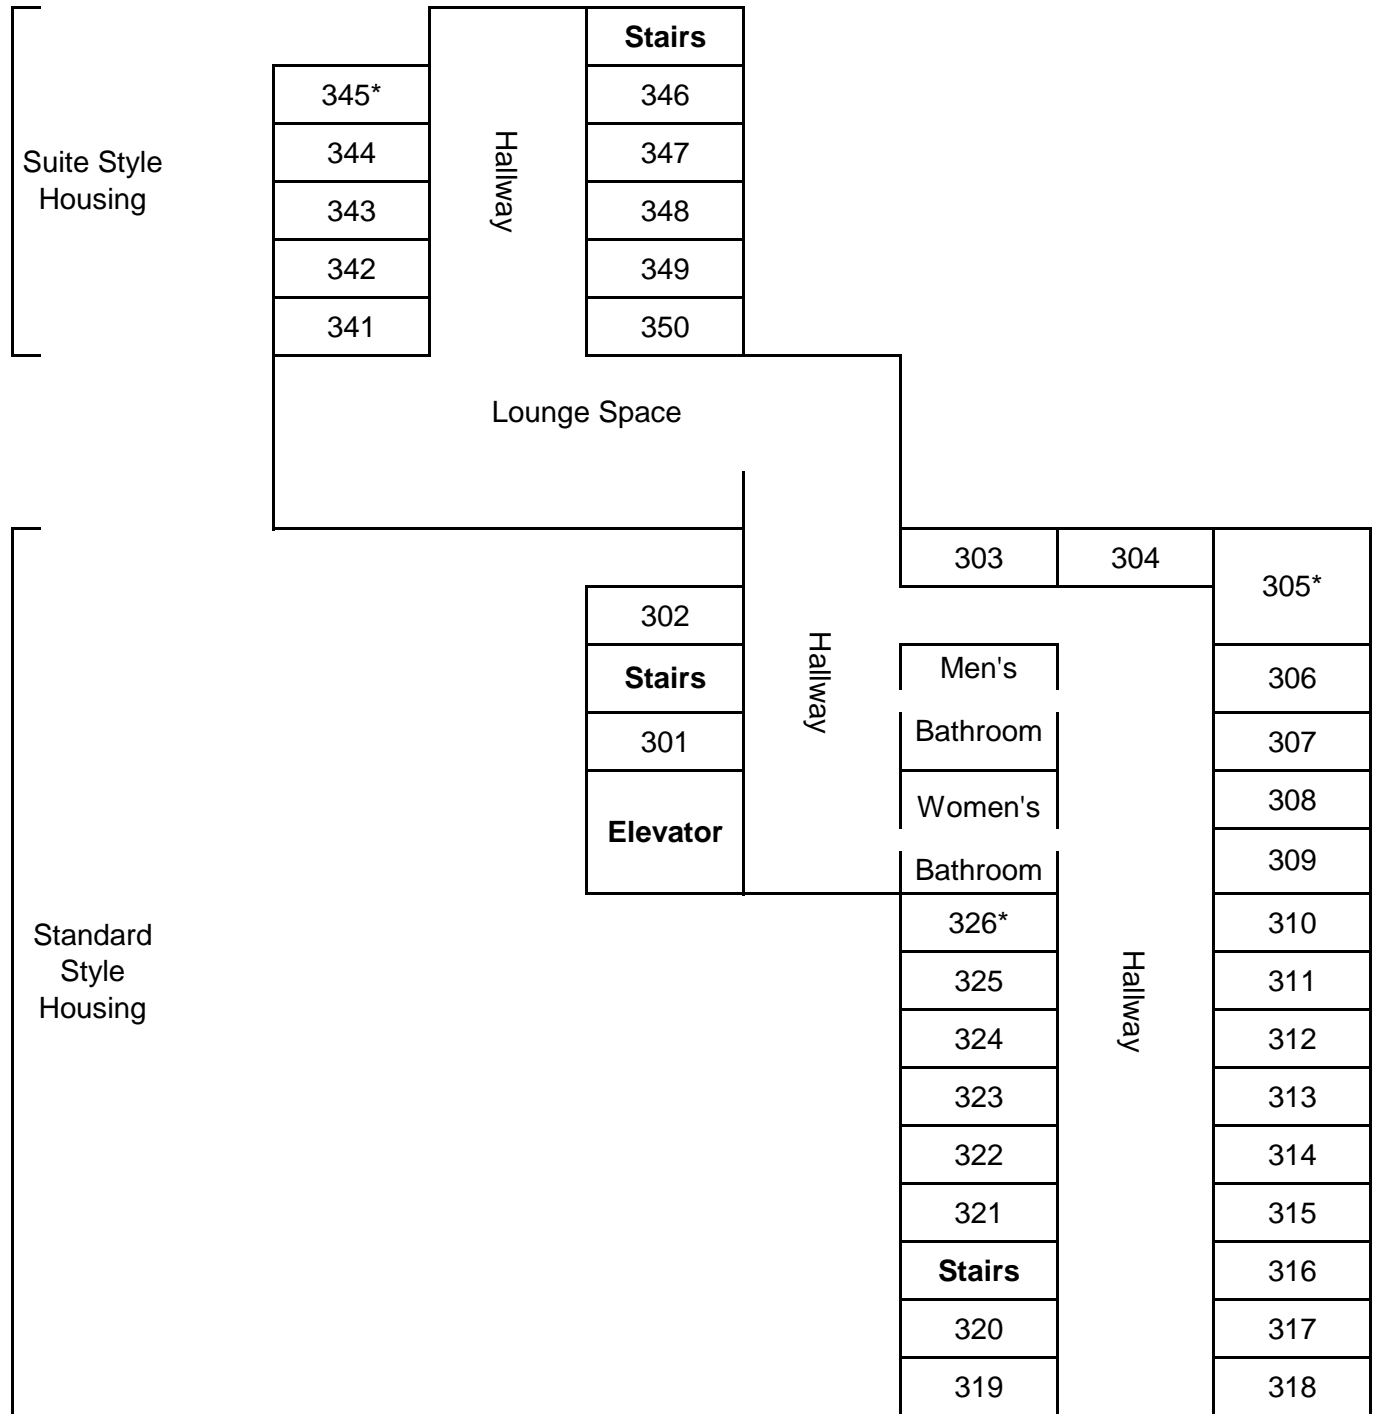 Stairs
345*
346
344
347
Hallway
Suite Style
Housing
343
348
342
349
341
350
Lounge Space
303
304
305*
302
Hallway
Men's
Bathroom
Stairs
306
301
307
Women's
Bathroom
308
Elevator
309
326*
310
Standard
Style
Housing
325
311
Hallway
324
312
323
313
322
314
321
315
Stairs
316
320
317
319
318